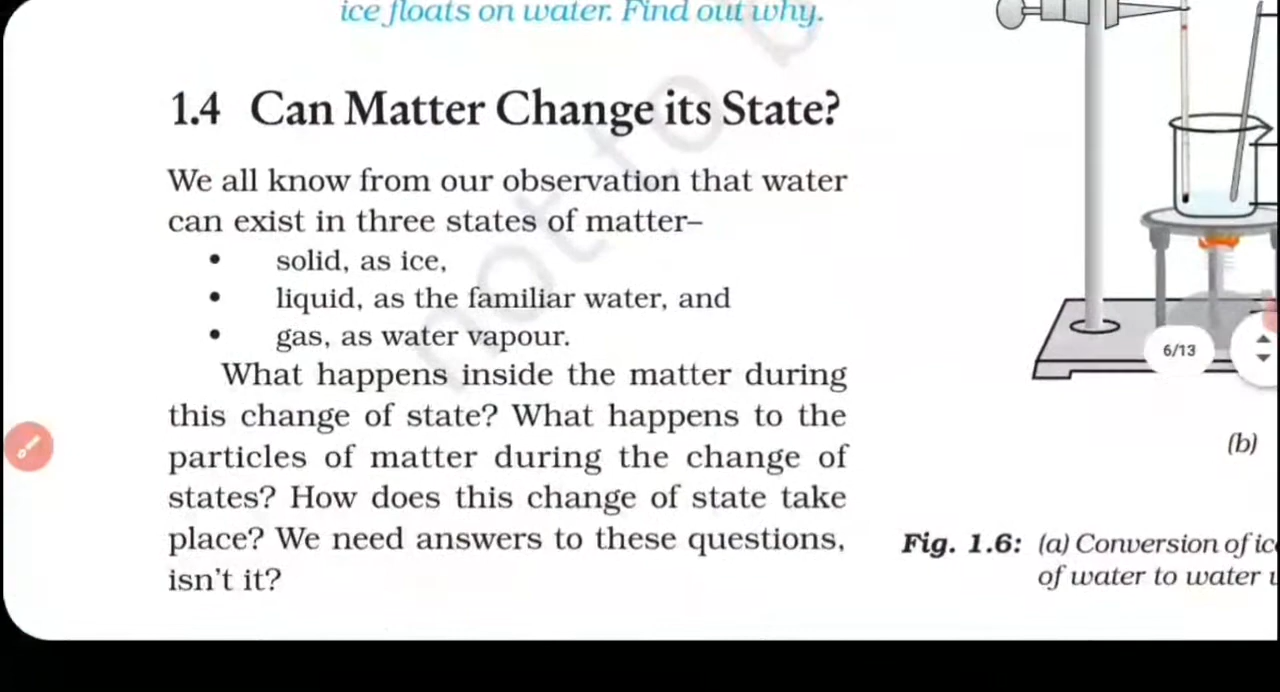 ice floats on water. Find out why.
1.4 Can Matter Change its State?
We all know from our observation that water
can exist in three states of matter–
• solid, as ice,
• liquid, as the familiar water, and
• gas, as water vapour.
What happens inside the matter during
this change of state? What happens to the
particles of matter during the change of
states? How does this change of state take
place? We need answers to these questions,
isn't it?
6/13
(b)
Fig. 1.6: (a) Conversion of
of water to water
not to